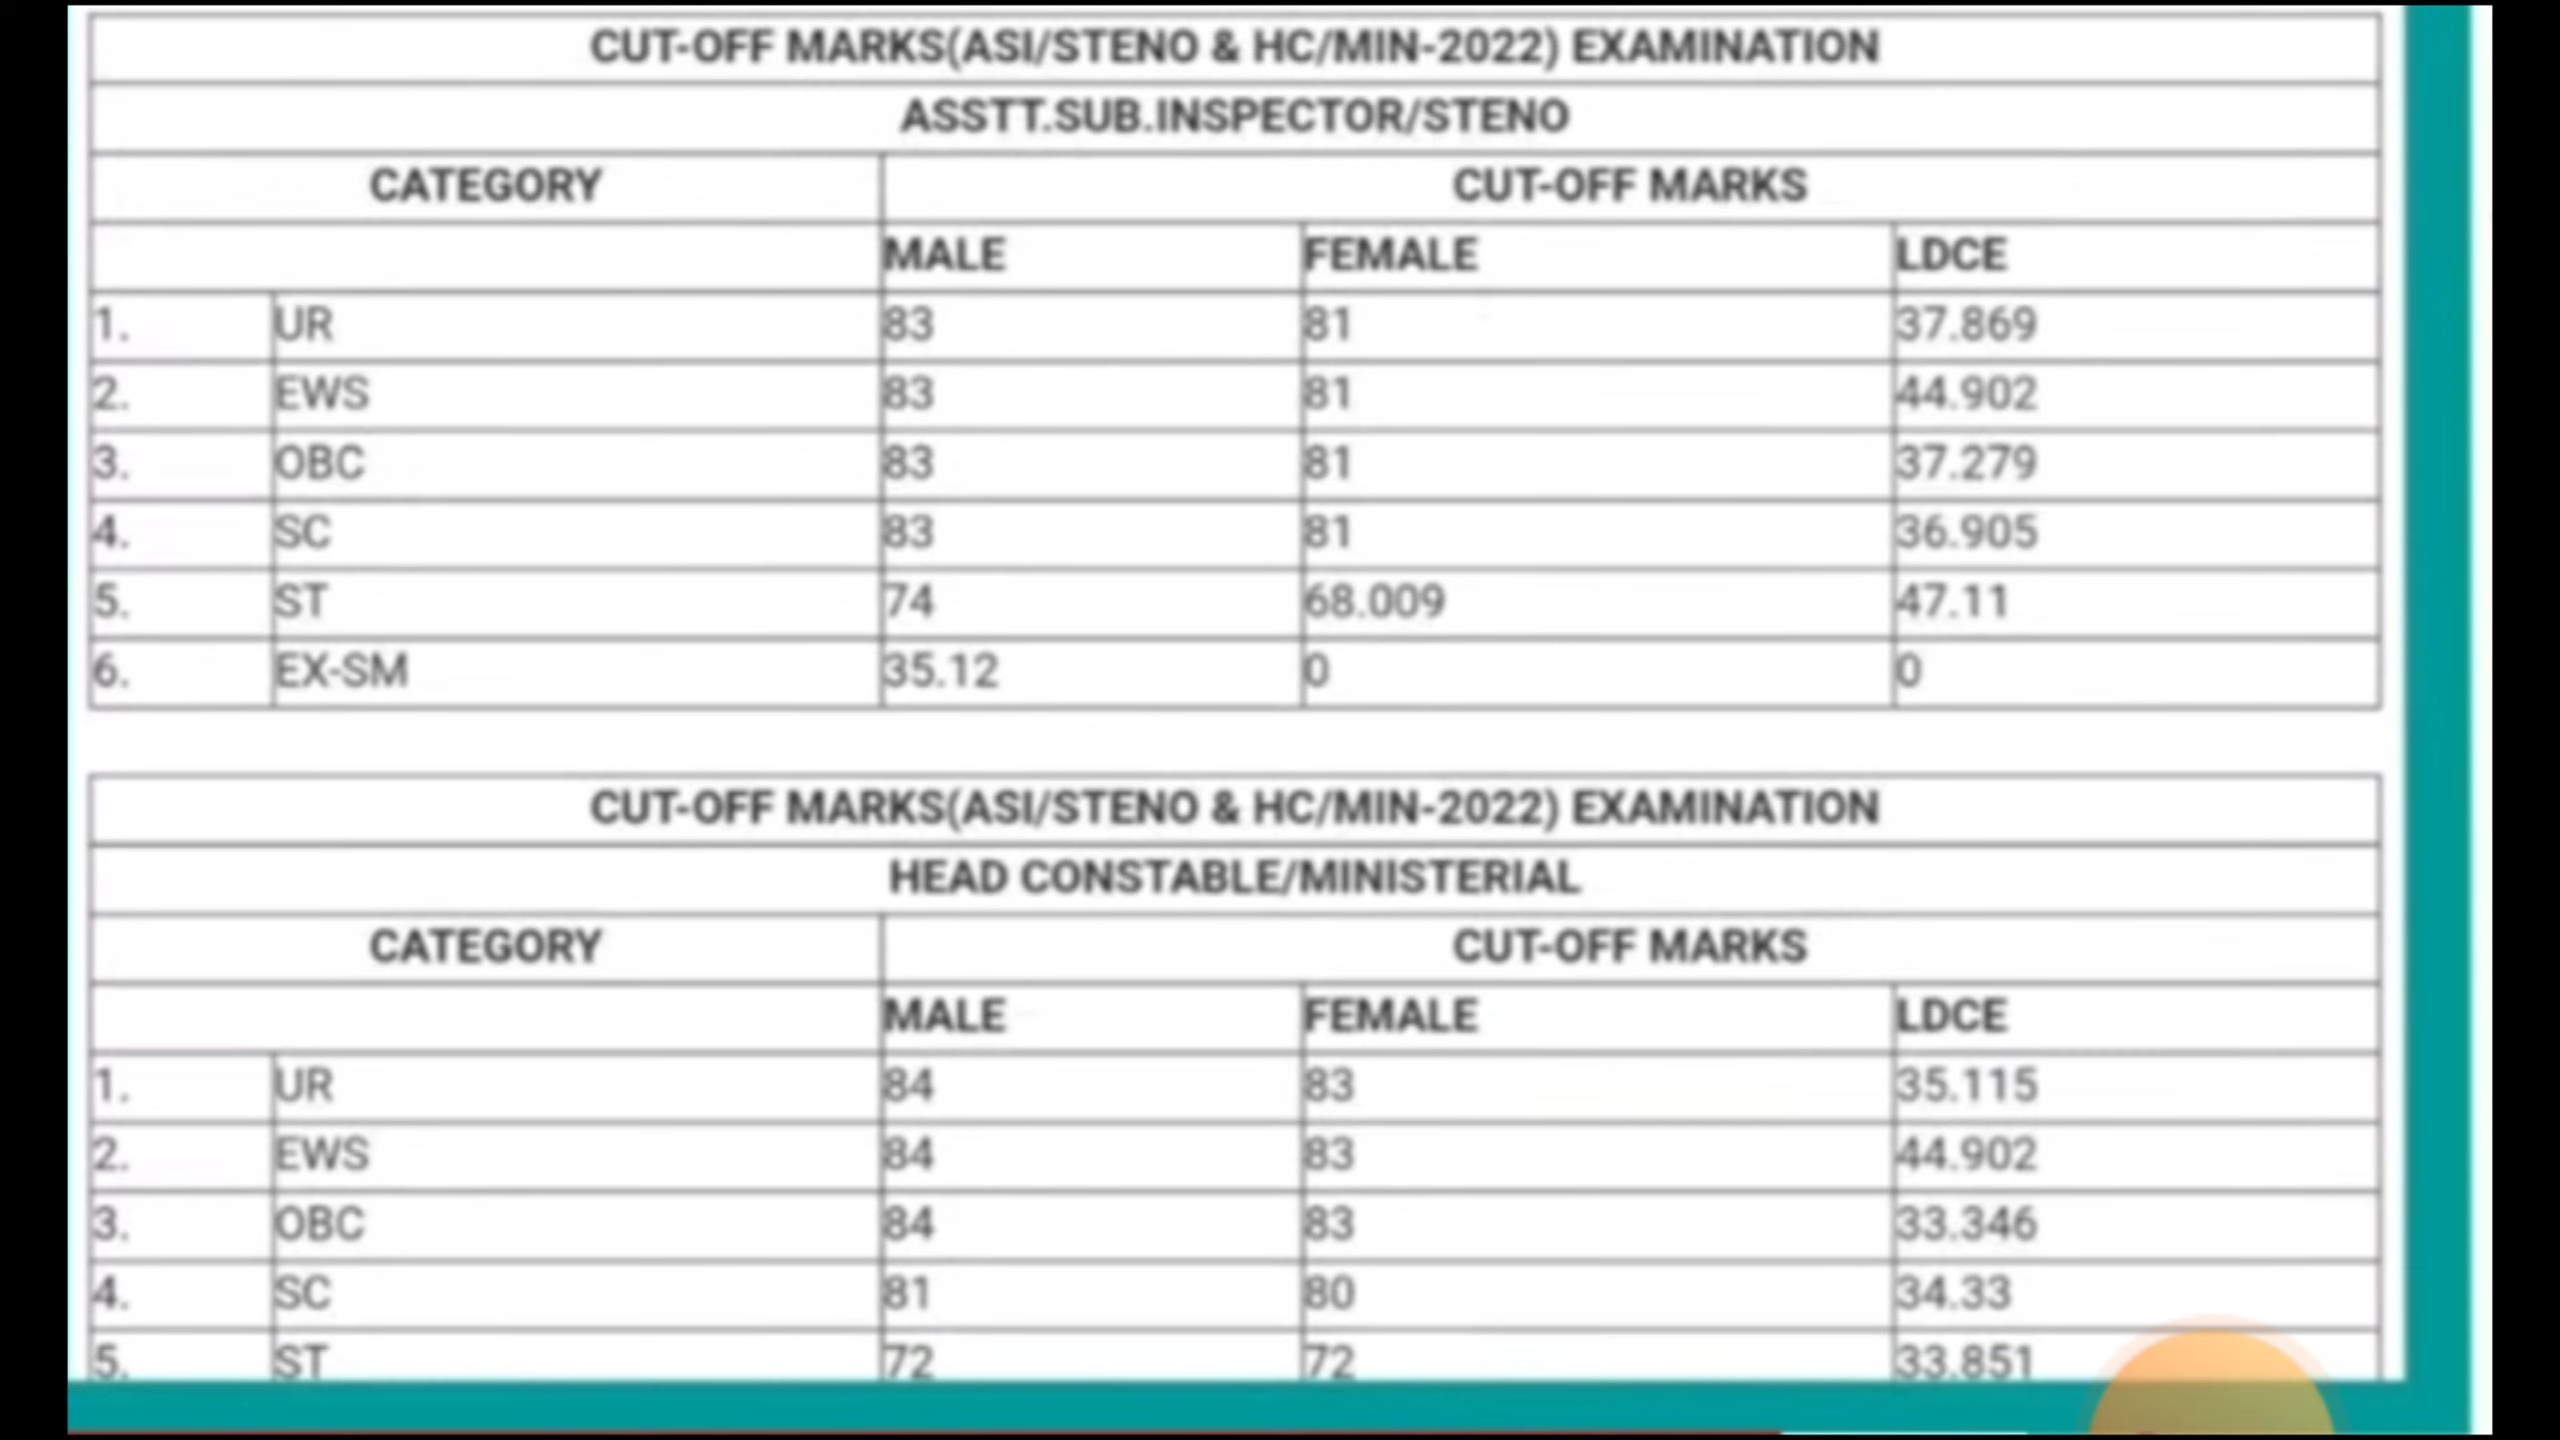 CUT-OFF MARKS(ASI/STENO & HC/MIN-2022) EXAMINATION
ASSTT.SUB.INSPECTOR/STENO
CATEGORY CUT-OFF MARKS
MALE FEMALE LDCE
1. UR 83 81 37.869
2. EWS 83 81 44.902
3. OBC 83 81 37.279
4. SC 83 81 36.905
5. ST 74 68.009 47.11
6. EX-SM 35.12 0 0
CUT-OFF MARKS(ASI/STENO & HC/MIN-2022) EXAMINATION
HEAD CONSTABLE/MINISTERIAL
CATEGORY CUT-OFF MARKS
MALE FEMALE LDCE
1. UR 84 83 35.115
2. EWS 84 83 44.902
3. OBC 84 83 33.346
4. SC 81 80 34.33
5. ST 72 72 33.851